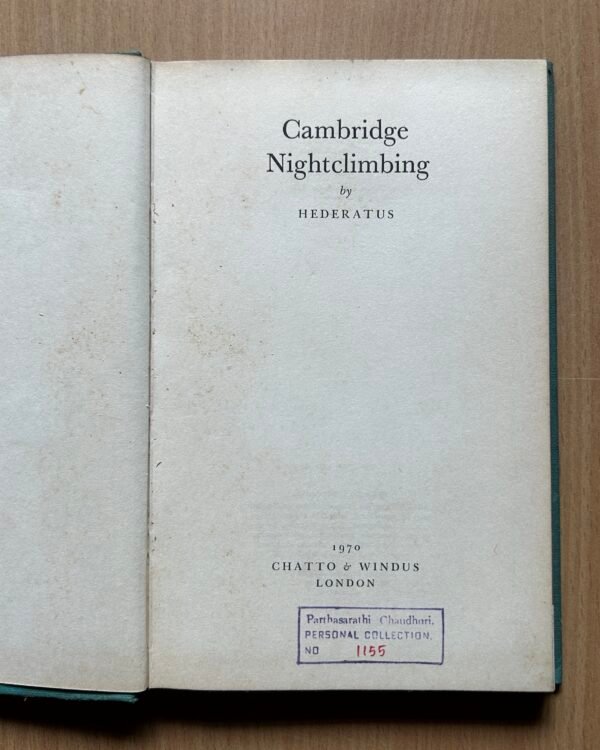 Cambridge
Nightclimbing
by
HEDERATUS
1970
CHATTO & WINDUS
LONDON
Parthasarathi Chaudhuri.
PERSONAL COLLECTION.
NO 1155